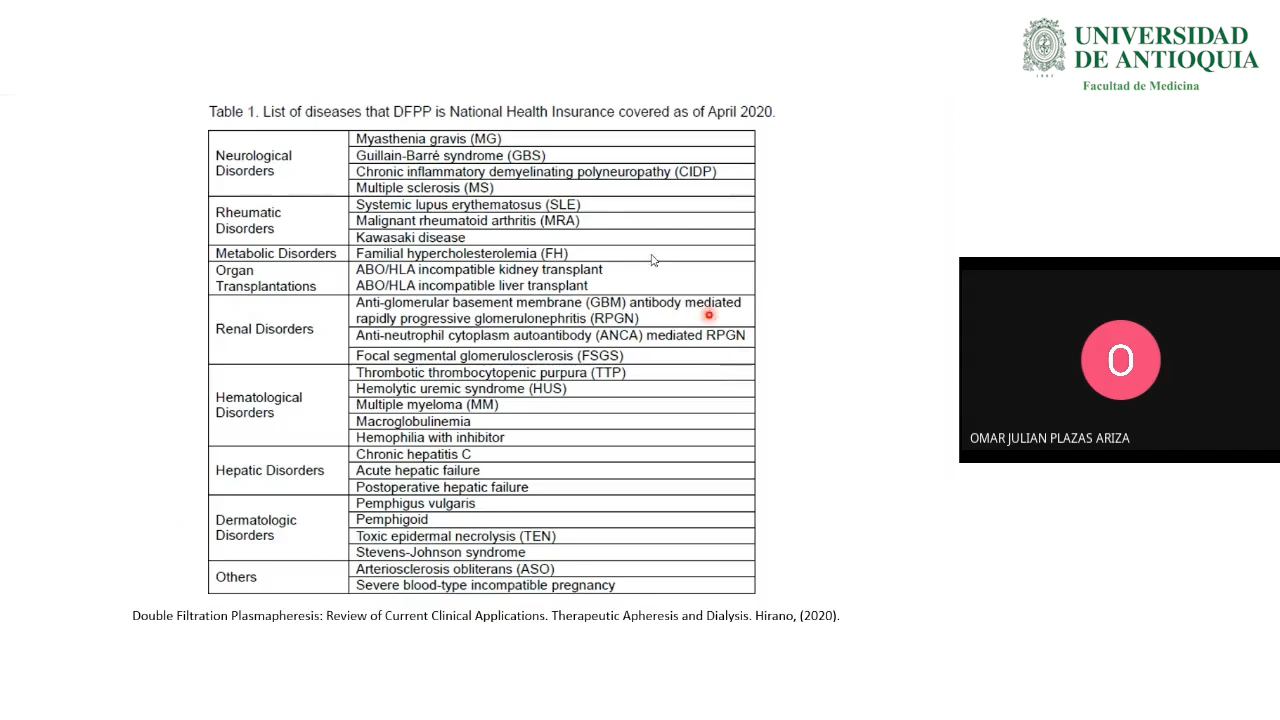 UNIVERSIDAD
DE ANTIOQUIA
1803
Facultad de Medicina
Table 1. List of diseases that DFPP is National Health Insurance covered as of April 2020.
Neurological
Disorders
Myasthenia gravis (MG)
Guillain-Barré syndrome (GBS)
Chronic inflammatory demyelinating polyneuropathy (CIDP)
Multiple sclerosis (MS)
Rheumatic
Disorders
Systemic lupus erythematosus (SLE)
Malignant rheumatoid arthritis (MRA)
Kawasaki disease
Metabolic Disorders
Familial hypercholesterolemia (FH)
Organ
Transplantations
ABO/HLA incompatible kidney transplant
ABO/HLA incompatible liver transplant
Renal Disorders
Anti-glomerular basement membrane (GBM) antibody mediated
rapidly progressive glomerulonephritis (RPGN)
Anti-neutrophil cytoplasm autoantibody (ANCA) mediated RPGN
Focal segmental glomerulosclerosis (FSGS)
Hematological
Disorders
Thrombotic thrombocytopenic purpura (TTP)
Hemolytic uremic syndrome (HUS)
Multiple myeloma (MM)
Macroglobulinemia
Hemophilia with inhibitor
Hepatic Disorders
Chronic hepatitis C
Acute hepatic failure
Postoperative hepatic failure
Dermatologic
Disorders
Pemphigus vulgaris
Pemphigoid
Toxic epidermal necrolysis (TEN)
Stevens-Johnson syndrome
Others
Arteriosclerosis obliterans (ASO)
Severe blood-type incompatible pregnancy
Double Filtration Plasmapheresis: Review of Current Clinical Applications. Therapeutic Apheresis and Dialysis. Hirano, (2020).
O
OMAR JULIAN PLAZAS ARIZA